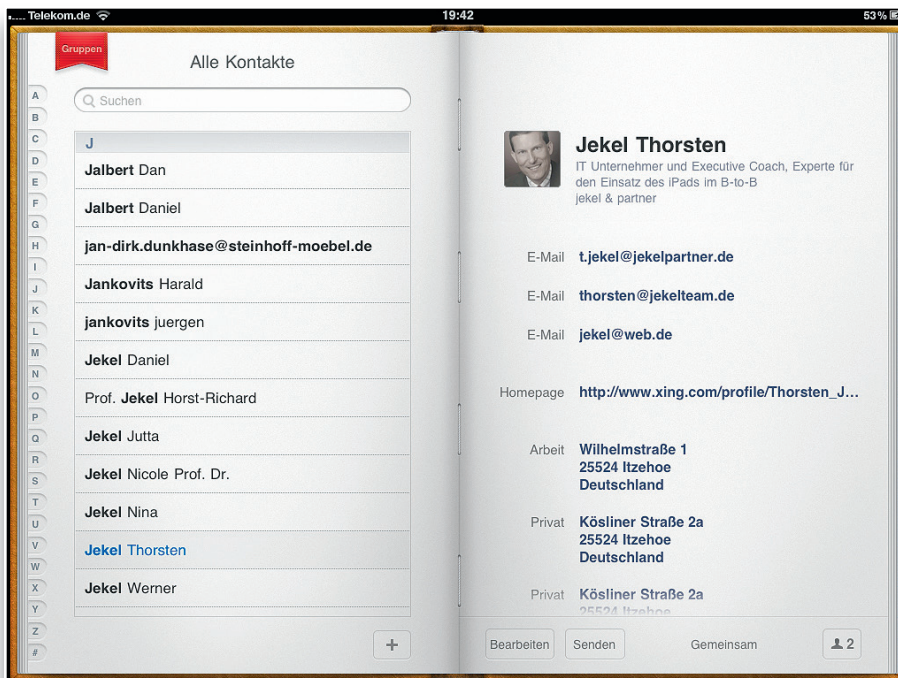 Telekom.de
19:42
53%
Gruppen
Alle Kontakte
Suchen
A
B
C
D
E
F
G
H
I
J
K
L
M
N
O
P
Q
R
S
T
U
V
W
X
Y
Z
#
J
Jalbert Dan
Jalbert Daniel
jan-dirk.dunkhase@steinhoff-moebel.de
Jankovits Harald
jankovits juergen
Jekel Daniel
Prof. Jekel Horst-Richard
Jekel Jutta
Jekel Nicole Prof. Dr.
Jekel Nina
Jekel Thorsten
Jekel Werner
+
Jekel Thorsten
IT Unternehmer und Executive Coach, Experte für
den Einsatz des iPads im B-to-B
jekel & partner
E-Mail t.jekel@jekelpartner.de
E-Mail thorsten@jekelteam.de
E-Mail jekel@web.de
Homepage http://www.xing.com/profile/Thorsten_J...
Arbeit Wilhelmstraße 1
25524 Itzehoe
Deutschland
Privat Kösliner Straße 2a
25524 Itzehoe
Deutschland
Privat Kösliner Straße 2a
25524 Itzehoe
Bearbeiten Senden Gemeinsam 2